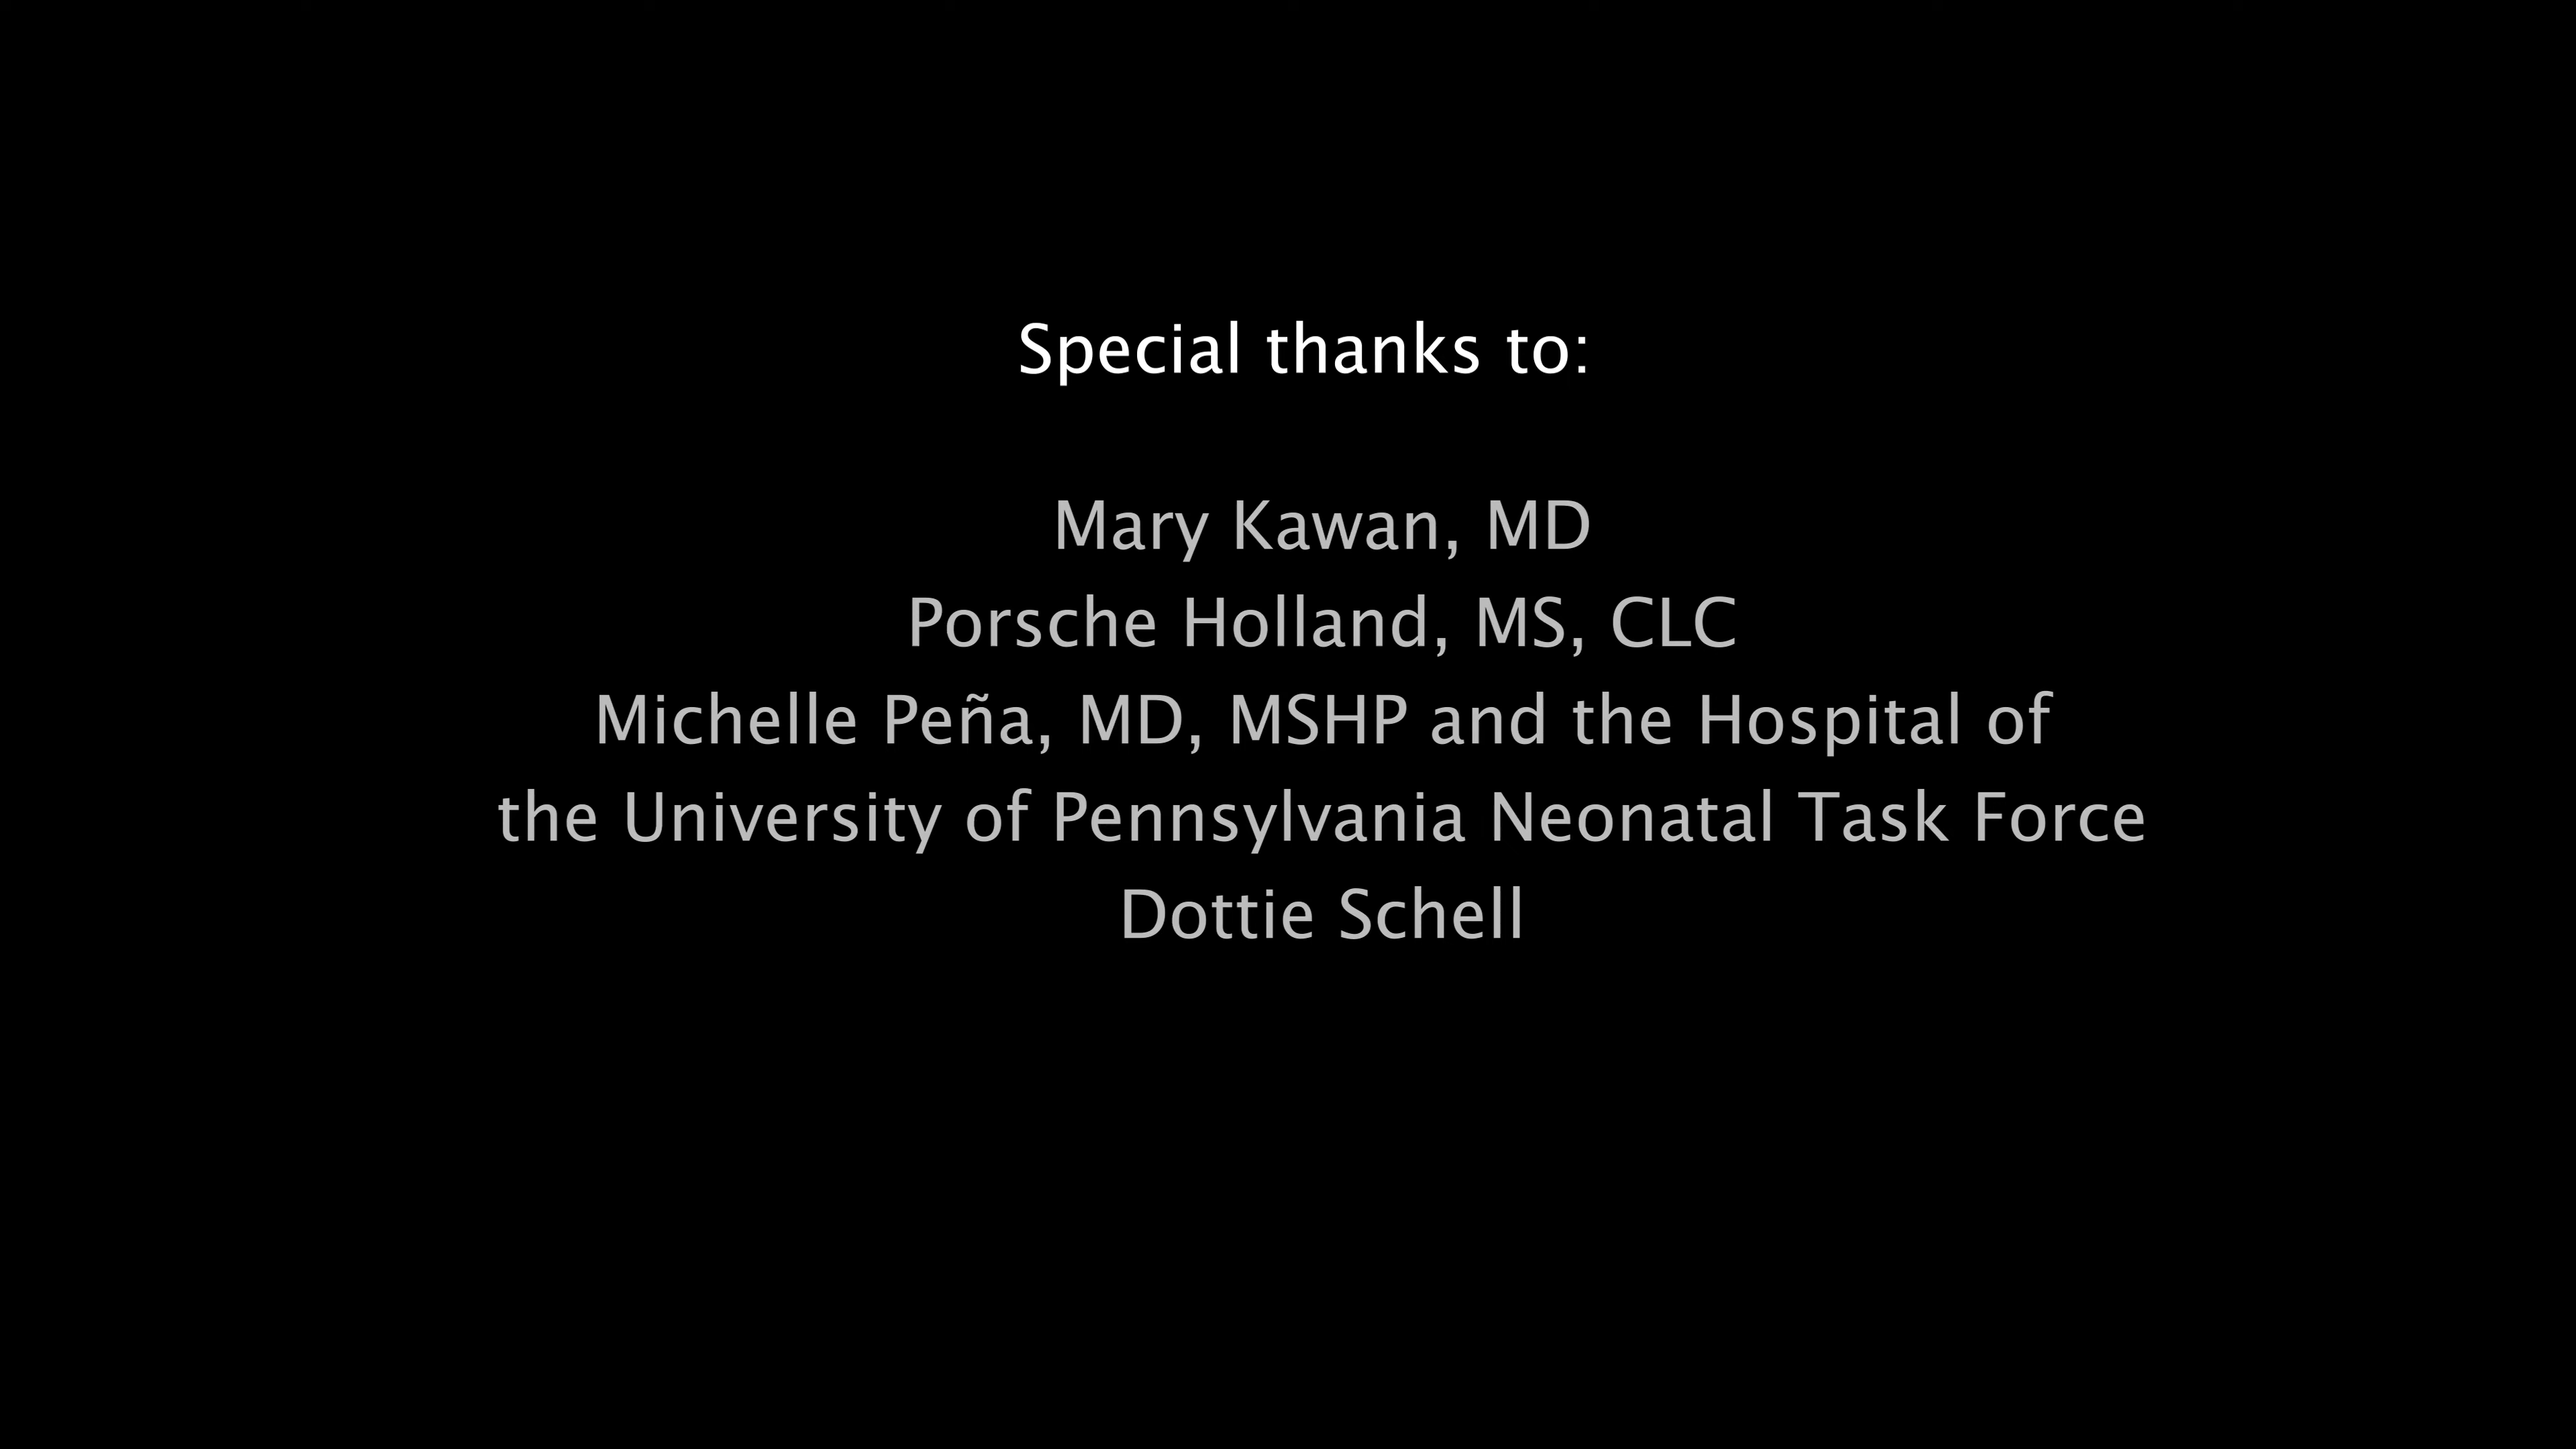 Special thanks to:
Mary Kawan, MD
Porsche Holland, MS, CLC
Michelle Peña, MD, MSHP and the Hospital of
the University of Pennsylvania Neonatal Task Force
Dottie Schell